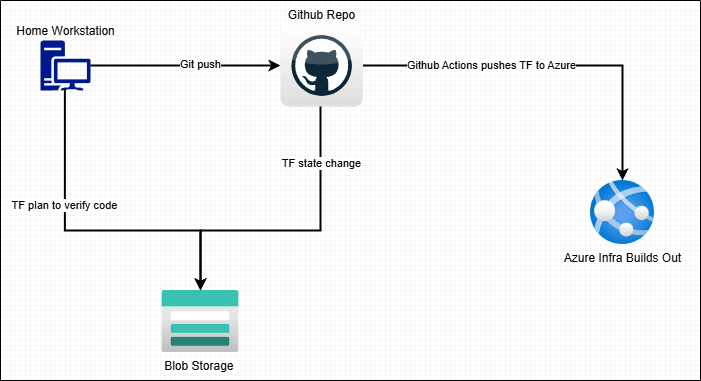 Github Repo
Home Workstation
Git push
Github Actions pushes TF to Azure
TF state change
TF plan to verify code
Azure Infra Builds Out
Blob Storage